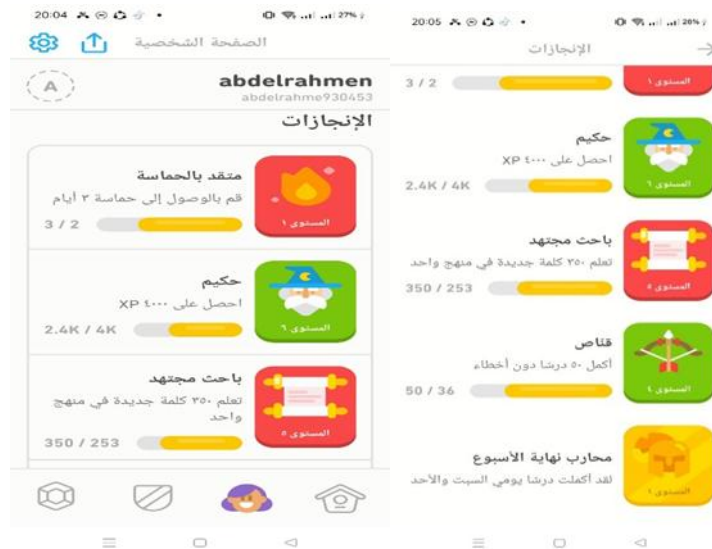 20:04
27%
الصفحة الشخصية
A
abdelrahmen
abdelrahme930453
الإنجازات
متقد بالحماسة
قم بالوصول إلى حماسة ٣ أيام
3 / 2
المستوى ١
حكيم
احصل على ٤٠٠٠ XP
2.4K / 4K
المستوى ٦
باحث مجتهد
تعلم ٣٥٠ كلمة جديدة في منهج
واحد
350 / 253
المستوى ٥
20:05
26%
الإنجازات
3 / 2
المستوى ١
حكيم
احصل على ٤٠٠٠ XP
2.4K / 4K
المستوى ٦
باحث مجتهد
تعلم ٣٥٠ كلمة جديدة في منهج واحد
350 / 253
المستوى ٥
قنّاص
أكمل ٥٠ درسًا دون أخطاء
50 / 36
المستوى ٤
محارب نهاية الأسبوع
لقد أكملت درسًا يومي السبت والأحد
المستوى ١